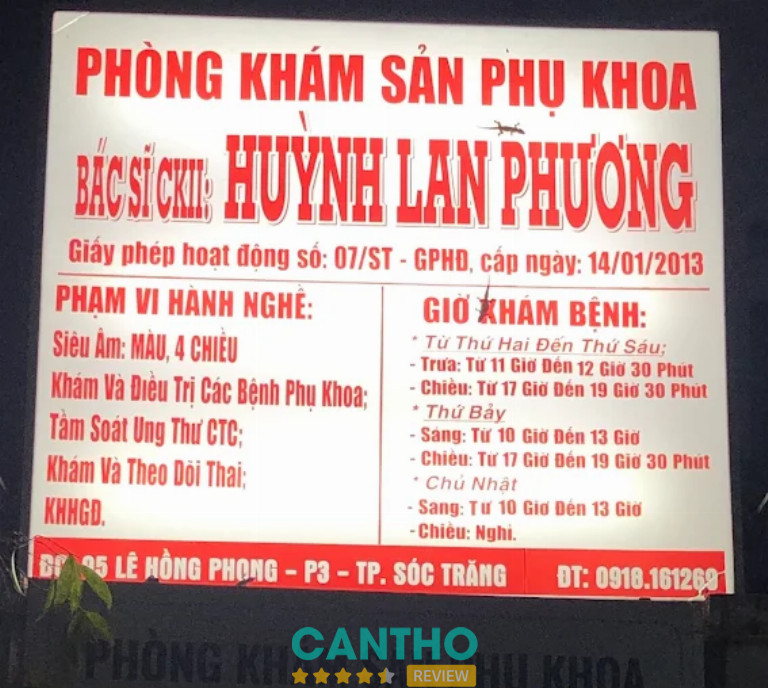 PHÒNG KHÁM SẢN PHỤ KHOA
BÁC SĨ CKII: HUỲNH LAN PHƯƠNG
Giấy phép hoạt động số: 07/ST - GPHĐ, cấp ngày: 14/01/2013
PHẠM VI HÀNH NGHỀ:
Siêu Âm: MÀU, 4 CHIỀU
Khám Và Điều Trị Các Bệnh Phụ Khoa;
Tầm Soát Ung Thư CTC;
Khám Và Theo Dõi Thai;
KHHGĐ.
GIỜ KHÁM BỆNH:
* Từ Thứ Hai Đến Thứ Sáu;
- Trưa: Từ 11 Giờ Đến 12 Giờ 30 Phút
- Chiều: Từ 17 Giờ Đến 19 Giờ 30 Phút
* Thứ Bảy
- Sáng: Từ 10 Giờ Đến 13 Giờ
- Chiều: Từ 17 Giờ Đến 19 Giờ 30 Phút
* Chủ Nhật
- Sang: Từ 10 Giơ Đến 13 Giờ
- Chiều: Nghỉ.
LÊ HỒNG PHONG - P3 - TP. SÓC TRĂNG
ĐT: 0918.161269
PHÒNG PHỤ KHOA
CANTHO
REVIEW